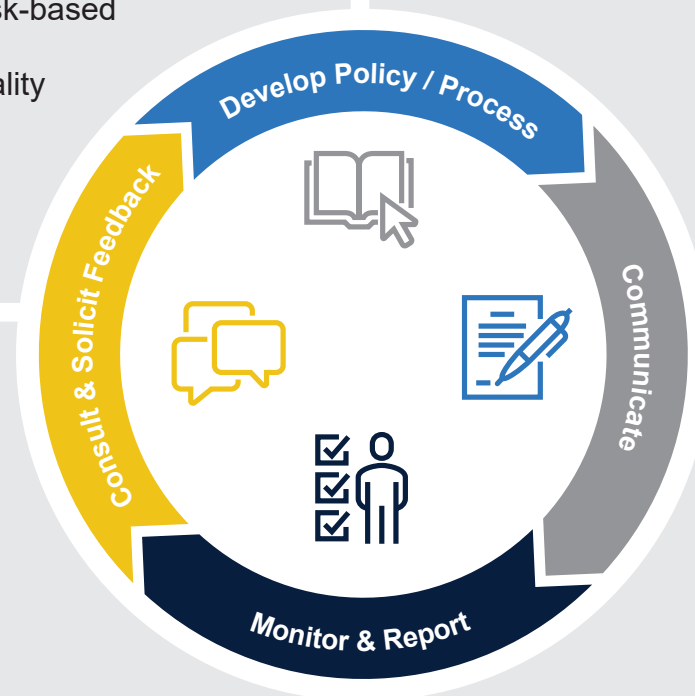 sk-based
ality
Develop Policy / Process
Communicate
Monitor & Report
Consult & Solicit Feedback